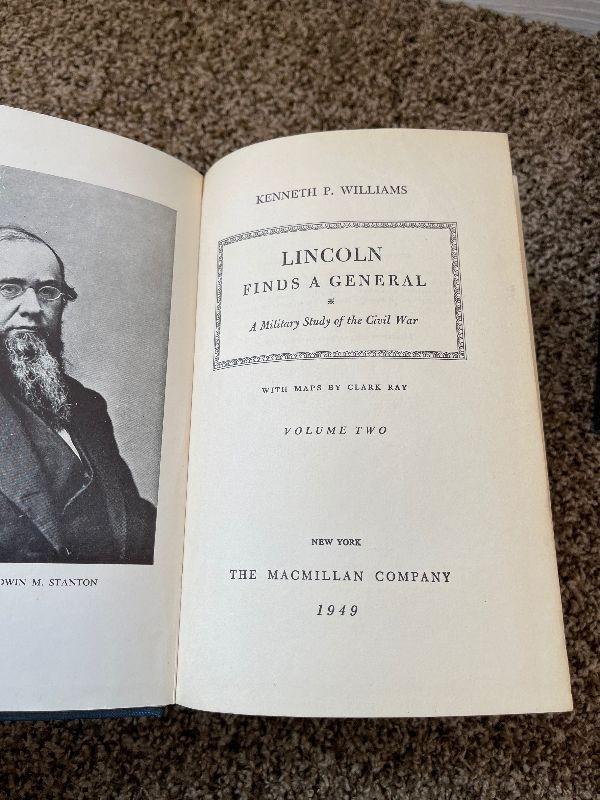 DWIN M. STANTON
KENNETH P. WILLIAMS
LINCOLN
FINDS A GENERAL
*
A Military Study of the Civil War
WITH MAPS BY CLARK RAY
VOLUME TWO
NEW YORK
THE MACMILLAN COMPANY
1949